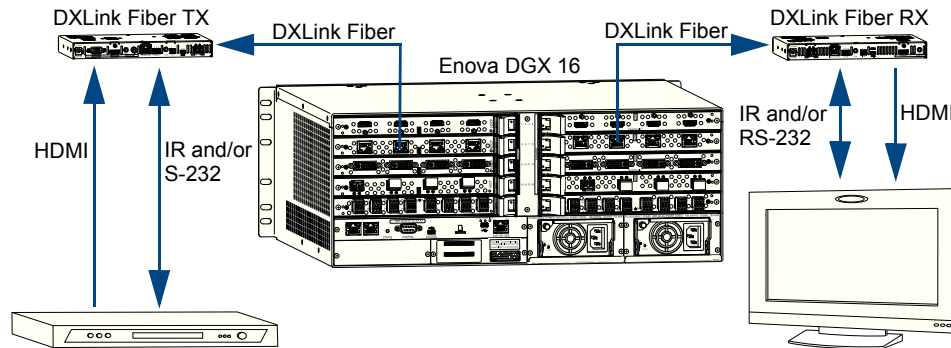 DXLink Fiber TX
DXLink Fiber
DXLink Fiber
DXLink Fiber RX
Enova DGX 16
HDMI
IR and/or
S-232
IR and/or
RS-232
HDMI